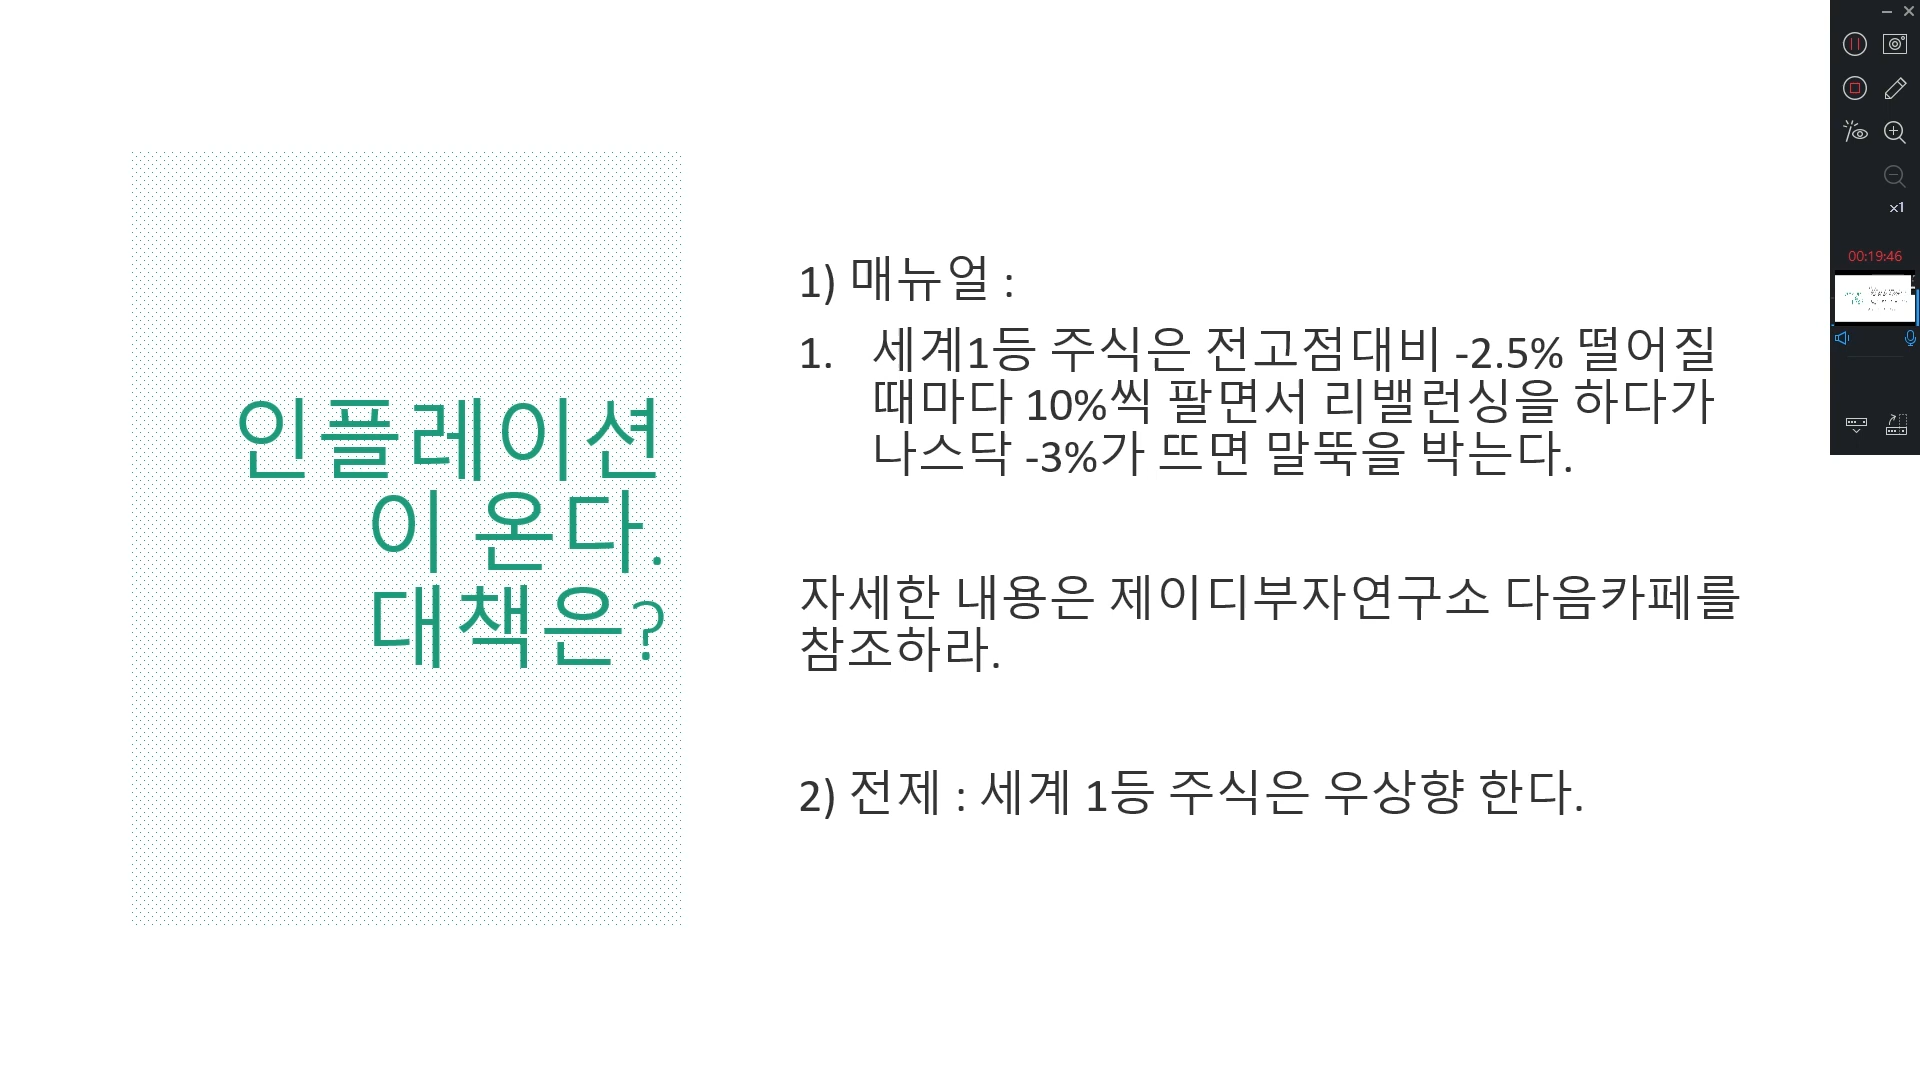 인플레이션
이 온다.
대책은?
1) 매뉴얼 :
1. 세계1등 주식은 전고점대비 -2.5% 떨어질
때마다 10%씩 팔면서 리밸런싱을 하다가
나스닥 -3%가 뜨면 말뚝을 박는다.
자세한 내용은 제이디부자연구소 다음카페를
참조하라.
2) 전제 : 세계 1등 주식은 우상향 한다.
x1
00:19:46